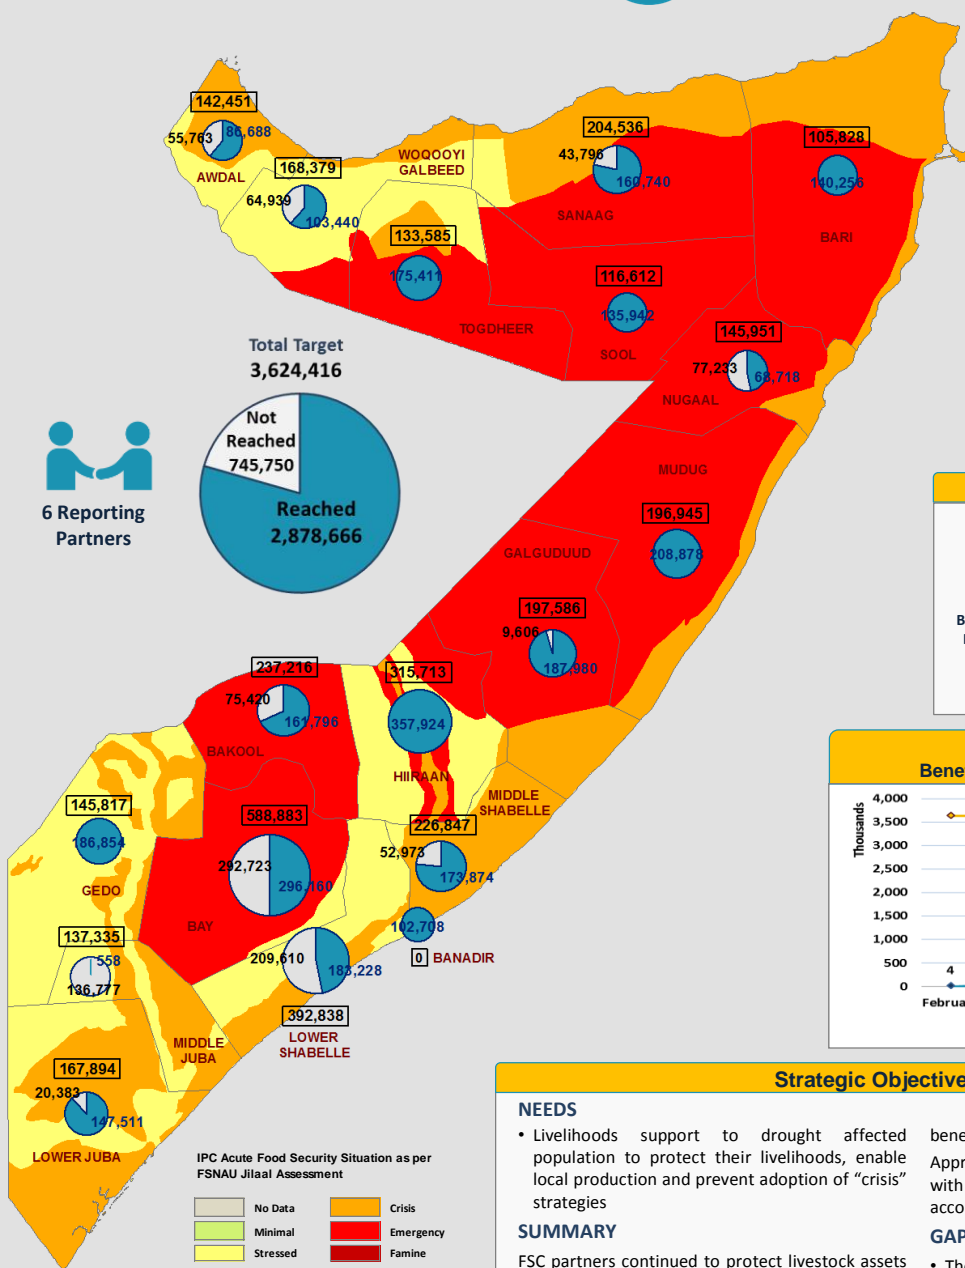 142,451
55,763
86,688
AWDAL
168,379
64,939
103,440
WOQOOYI
GALBEED
204,536
43,796
160,740
SANAAG
105,828
140,256
BARI
133,585
175,411
TOGDHEER
116,612
135,942
SOOL
145,951
77,233
68,718
NUGAAL
Total Target
3,624,416
Not
Reached
745,750
Reached
2,878,666
6 Reporting
Partners
MUDUG
196,945
208,878
GALGUDUUD
197,586
9,606
187,980
237,216
75,420
161,796
BAKOOL
315,713
357,924
HIIRAAN
MIDDLE
SHABELLE
226,847
52,973
173,874
145,817
186,854
GEDO
588,883
292,723
296,160
BAY
102,708
0 BANADIR
137,335
558
136,777
209,610
183,228
392,838
LOWER
SHABELLE
MIDDLE
JUBA
167,894
20,383
147,511
LOWER JUBA
IPC Acute Food Security Situation as per
FSNAU Jilaal Assessment
No Data
Crisis
Minimal
Emergency
Stressed
Famine
B
Bene
Thousands
4,000
3,500
3,000
2,500
2,000
1,500
1,000
500
0
4
Februa
Strategic Objective
NEEDS
• Livelihoods support to drought affected
population to protect their livelihoods, enable
local production and prevent adoption of “crisis”
strategies
SUMMARY
FSC partners continued to protect livestock assets
bene
Appr
with
acco
GAP
• Th